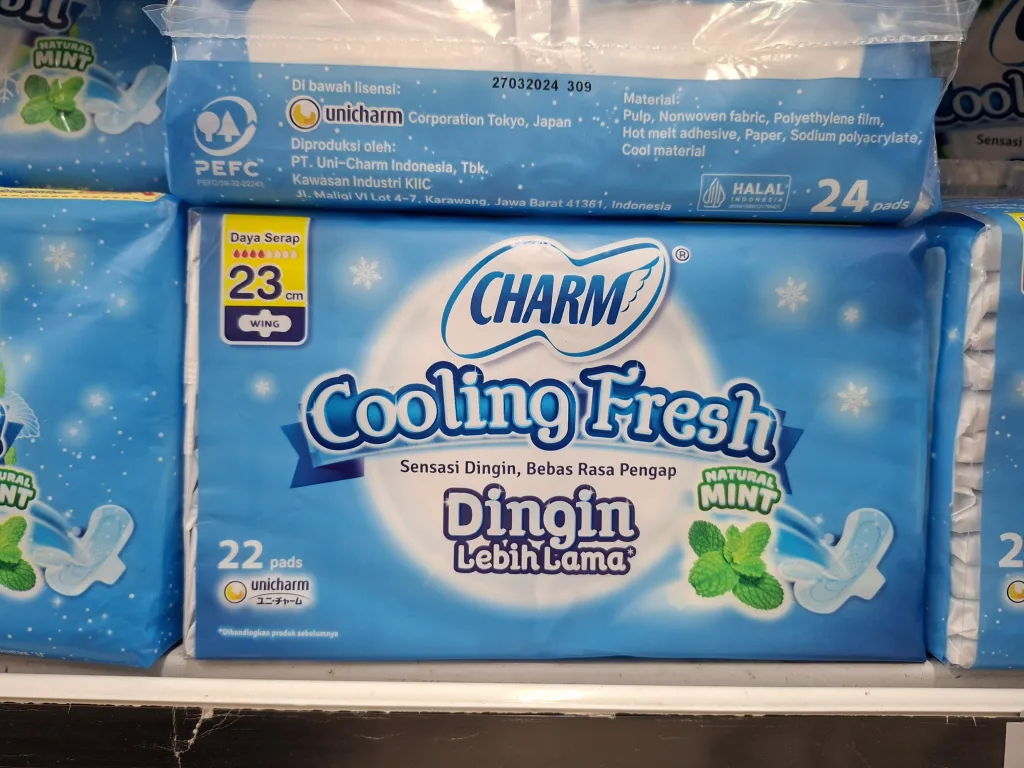 NATURAL
MINT
27032024 309
Di bawah lisensi:
unicharm Corporation Tokyo, Japan
Diproduksi oleh:
PT. Uni-Charm Indonesia, Tbk.
Kawasan Industri KIIC
Jl. Maligi VI Lot 4-7, Karawang, Jawa Barat 41361, Indonesia
PEFC
Material:
Pulp, Nonwoven fabric, Polyethylene film,
Hot melt adhesive, Paper, Sodium polyacrylate,
Cool material
HALAL
INDONESIA
24 pads
Sensasi
Daya Serap
23 cm
WING
CHARM®
Cooling Fresh
Sensasi Dingin, Bebas Rasa Pengap
Dingin
Lebih Lama*
NATURAL
MINT
22 pads
unicharm
ユニ・チャーム
*Dibandingkan produk sebelumnya